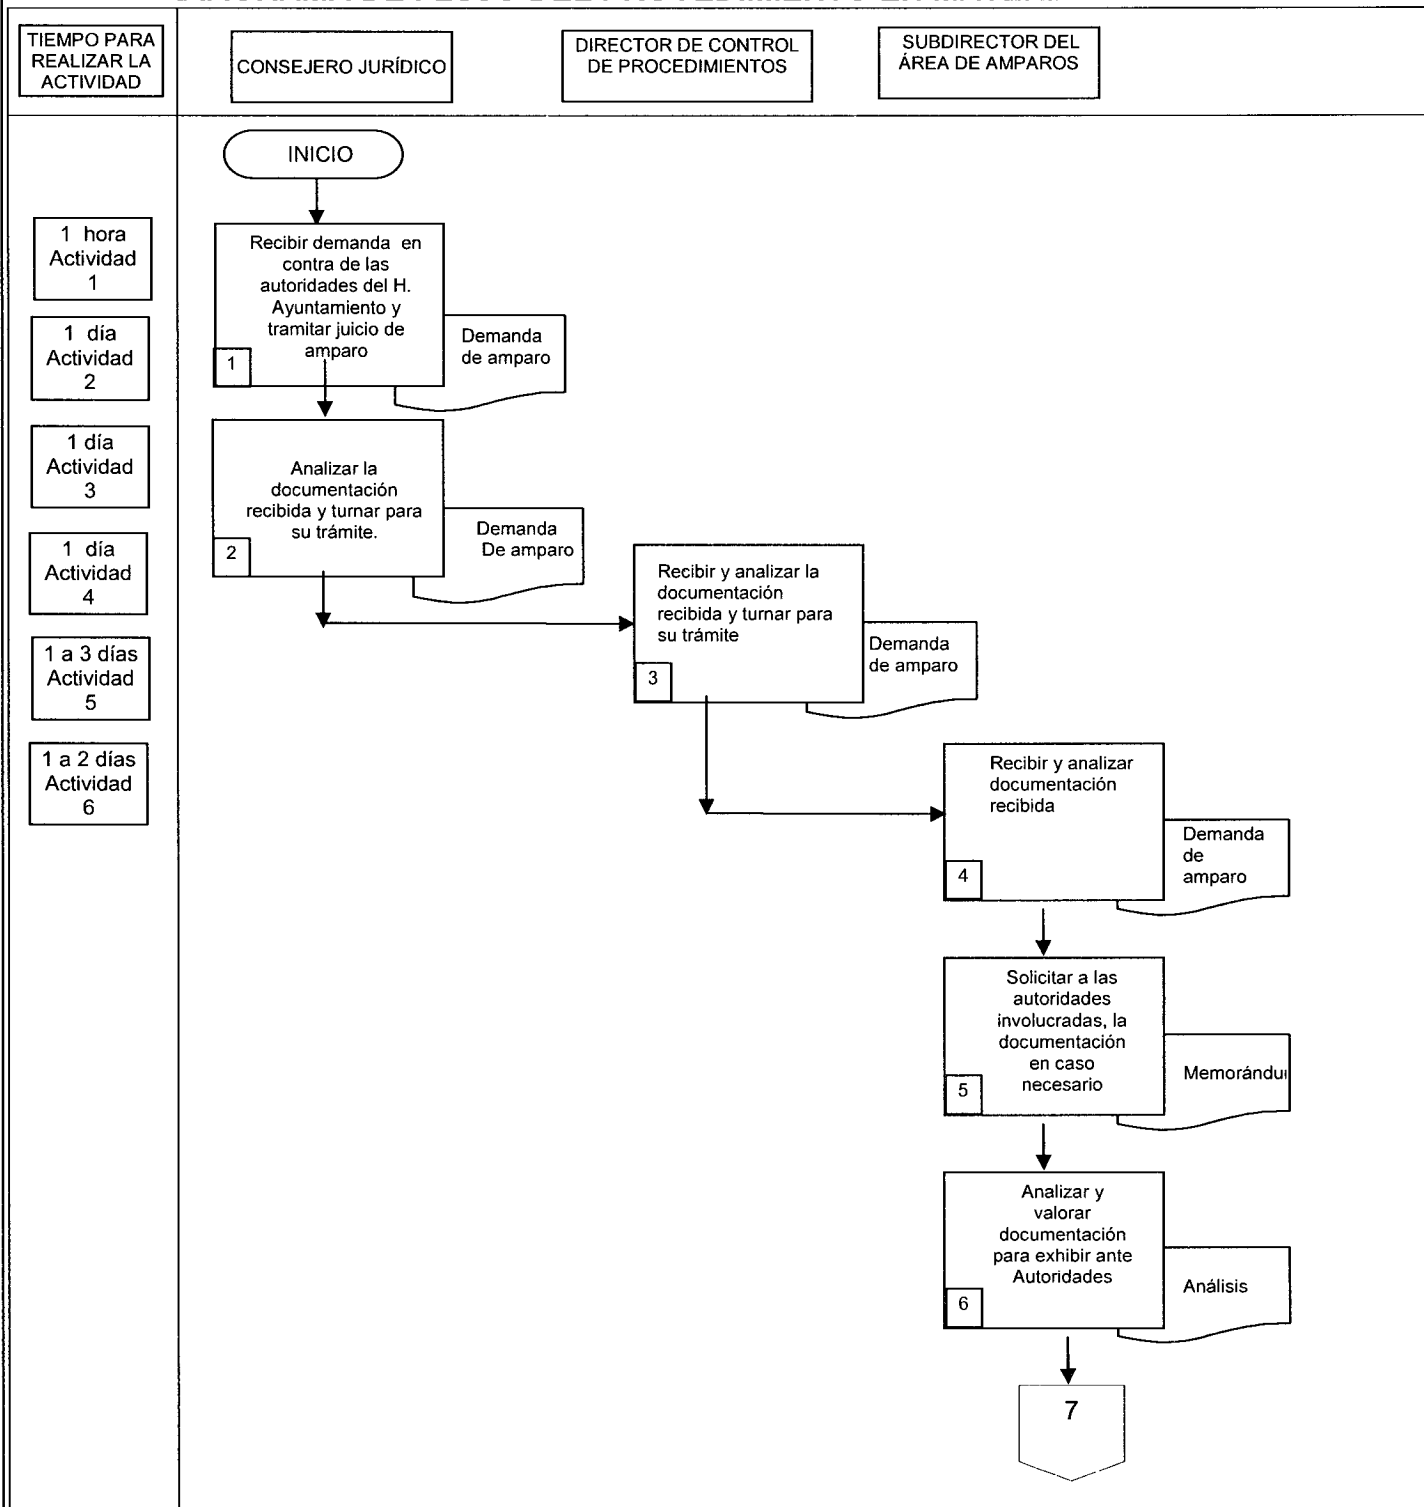 TIEMPO PARA
REALIZAR LA
ACTIVIDAD
CONSEJERO JURÍDICO
DIRECTOR DE CONTROL
DE PROCEDIMIENTOS
SUBDIRECTOR DEL
ÁREA DE AMPAROS
INICIO
1 hora
Actividad
1
1 día
Actividad
2
1 día
Actividad
3
1 día
Actividad
4
1 a 3 días
Actividad
5
1 a 2 días
Actividad
6
Recibir demanda en
contra de las
autoridades del H.
Ayuntamiento y
tramitar juicio de
amparo
1
Demanda
de amparo
Analizar la
documentación
recibida y turnar para
su trámite.
2
Demanda
De amparo
Recibir y analizar la
documentación
recibida y turnar para
su trámite
3
Demanda
de amparo
Recibir y analizar
documentación
recibida
4
Demanda
de
amparo
Solicitar a las
autoridades
involucradas, la
documentación
en caso
necesario
5
Memorándu
Analizar y
valorar
documentación
para exhibir ante
Autoridades
6
Análisis
7